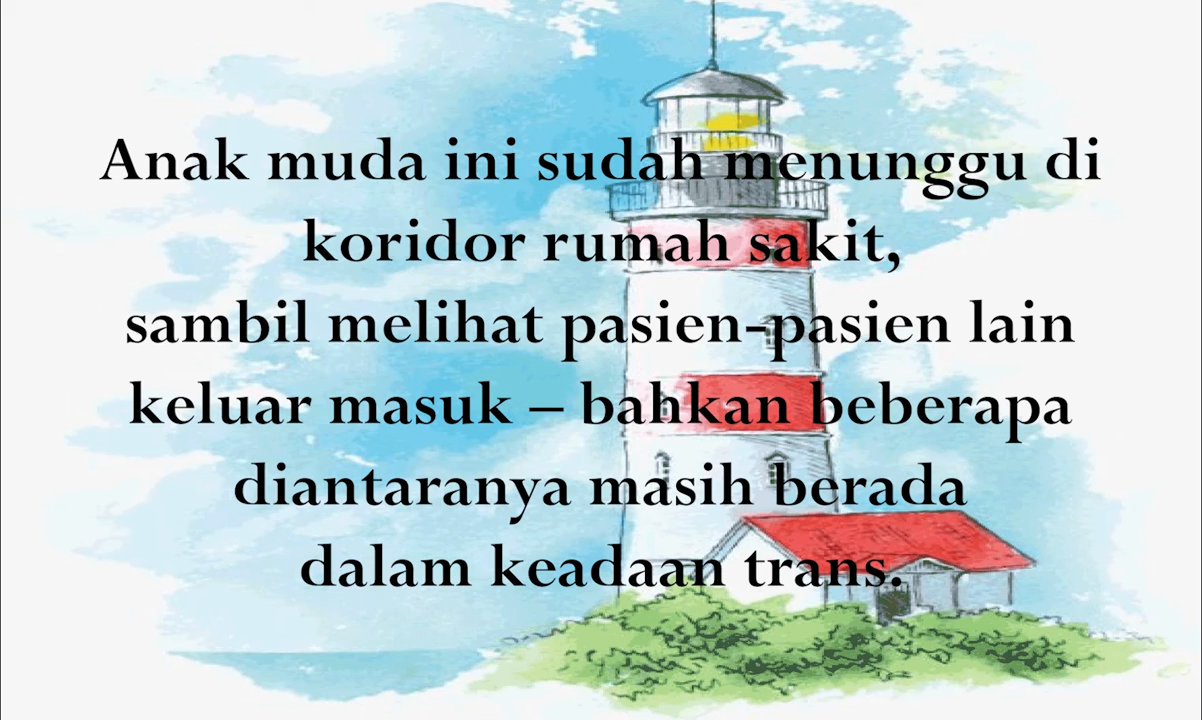 Anak muda ini sudah menunggu di
koridor rumah sakit,
sambil melihat pasien-pasien lain
keluar masuk – bahkan beberapa
diantaranya masih berada
dalam keadaan trans.